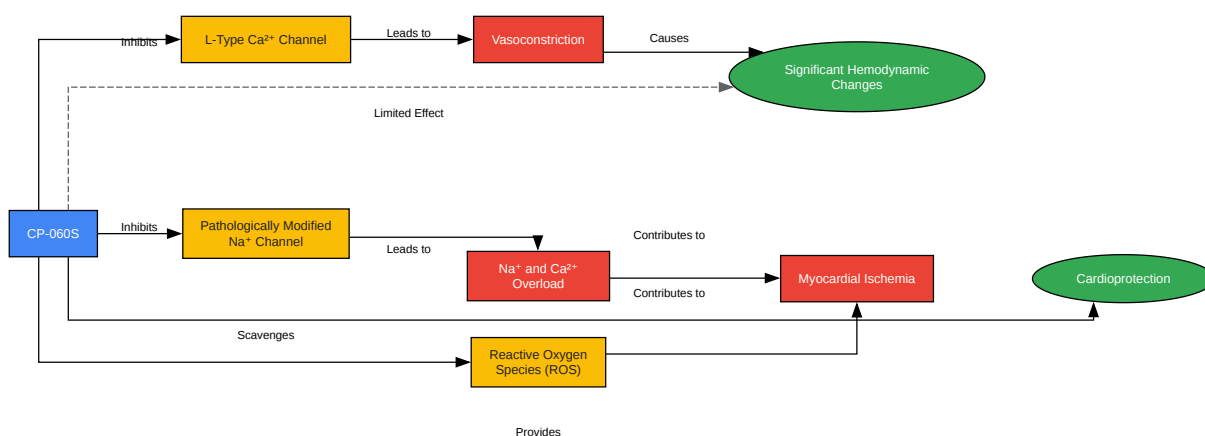 Inhibits
L-Type Ca²⁺ Channel
Leads to
Vasoconstriction
Causes
Significant Hemodynamic
Changes
Limited Effect
CP-060S
Inhibits
Pathologically Modified
Na⁺ Channel
Leads to
Na⁺ and Ca²⁺
Overload
Contributes to
Contributes to
Myocardial Ischemia
Cardioprotection
Scavenges
Reactive Oxygen
Species (ROS)
Provides